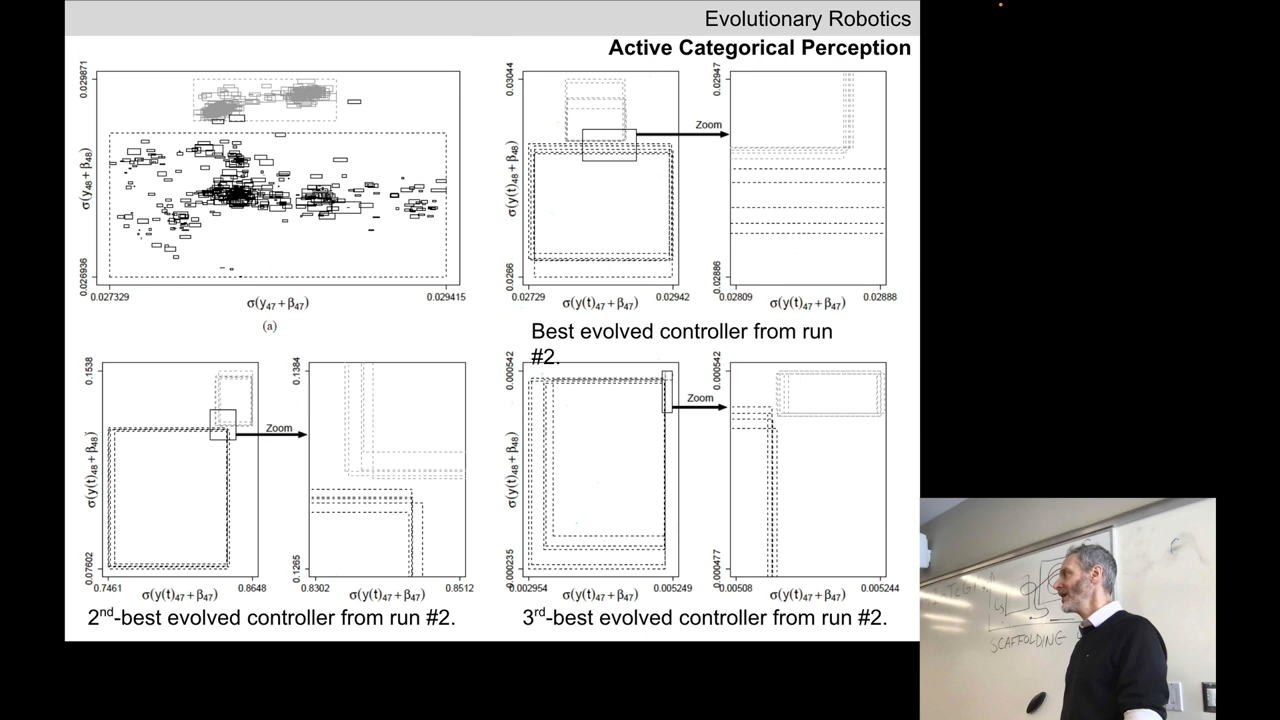 Evolutionary Robotics
Active Categorical Perception
0.029871
σ(y48 + β48)
0.026936
0.027329
0.029415
σ(y47 + β47)
(a)
0.03044
σ(y(t)48 + β48)
0.0266
0.02729
0.02942
σ(y(t)47 + β47)
Zoom
0.02947
0.02886
0.02809
0.02888
σ(y(t)47 + β47)
Best evolved controller from run
#2.
0.1538
σ(y(t)48 + β48)
0.07602
0.7461
0.8648
σ(y(t)47 + β47)
Zoom
0.1384
0.1265
0.8302
0.8512
σ(y(t)47 + β47)
2nd-best evolved controller from run #2.
0.000542
σ(y(t)48 + β48)
0.000235
0.002954
0.005249
σ(y(t)47 + β47)
Zoom
0.000542
0.000477
0.00508
0.005244
σ(y(t)47 + β47)
3rd-best evolved controller from run #2.
SCAFFOLDING